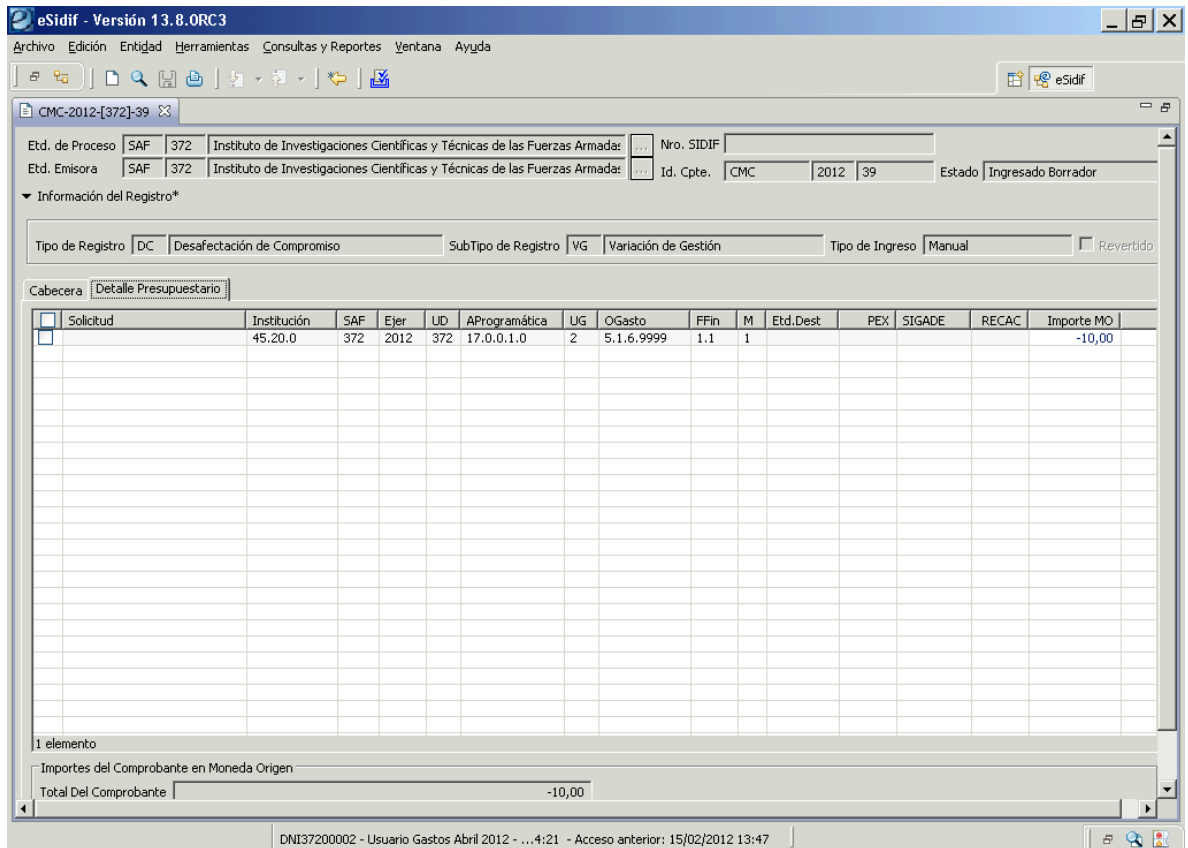 eSidif - Versión 13.8.0RC3
Archivo Edición Entidad Herramientas Consultas y Reportes Ventana Ayuda
eSidif
CMC-2012-[372]-39
Etd. de Proceso SAF 372 Instituto de Investigaciones Científicas y Técnicas de las Fuerzas Armadas ... Nro. SIDIF
Etd. Emisora SAF 372 Instituto de Investigaciones Científicas y Técnicas de las Fuerzas Armadas ... Id. Cpte. CMC 2012 39 Estado Ingresado Borrador
Información del Registro*
Tipo de Registro DC Desafectación de Compromiso SubTipo de Registro VG Variación de Gestión Tipo de Ingreso Manual Revertido
Cabecera Detalle Presupuestario
Solicitud Institución SAF Ejer UD AProgramática UG OGasto FFin M Etd.Dest PEX SIGADE RECAC Importe MO
45.20.0 372 2012 372 17.0.0.1.0 2 5.1.6.9999 1.1 1 -10,00
1 elemento
Importes del Comprobante en Moneda Origen
Total Del Comprobante -10,00
DNI37200002 - Usuario Gastos Abril 2012 - ...4:21 - Acceso anterior: 15/02/2012 13:47